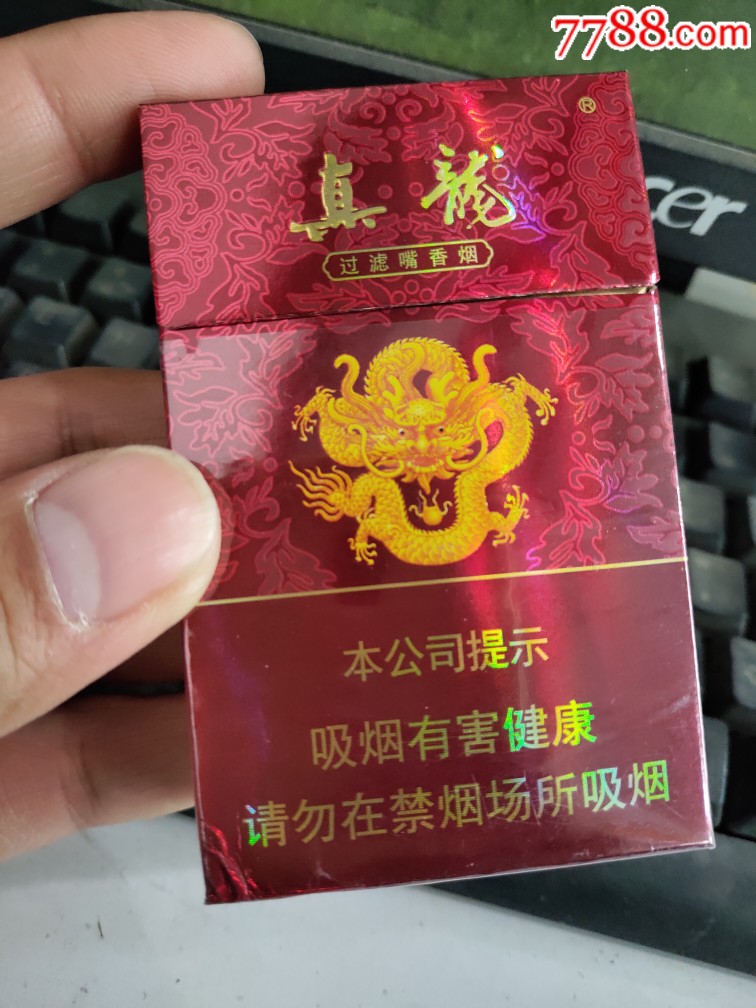 7788.com
®
真龍
acer
过滤嘴香烟
本公司提示
吸烟有害健康
请勿在禁烟场所吸烟